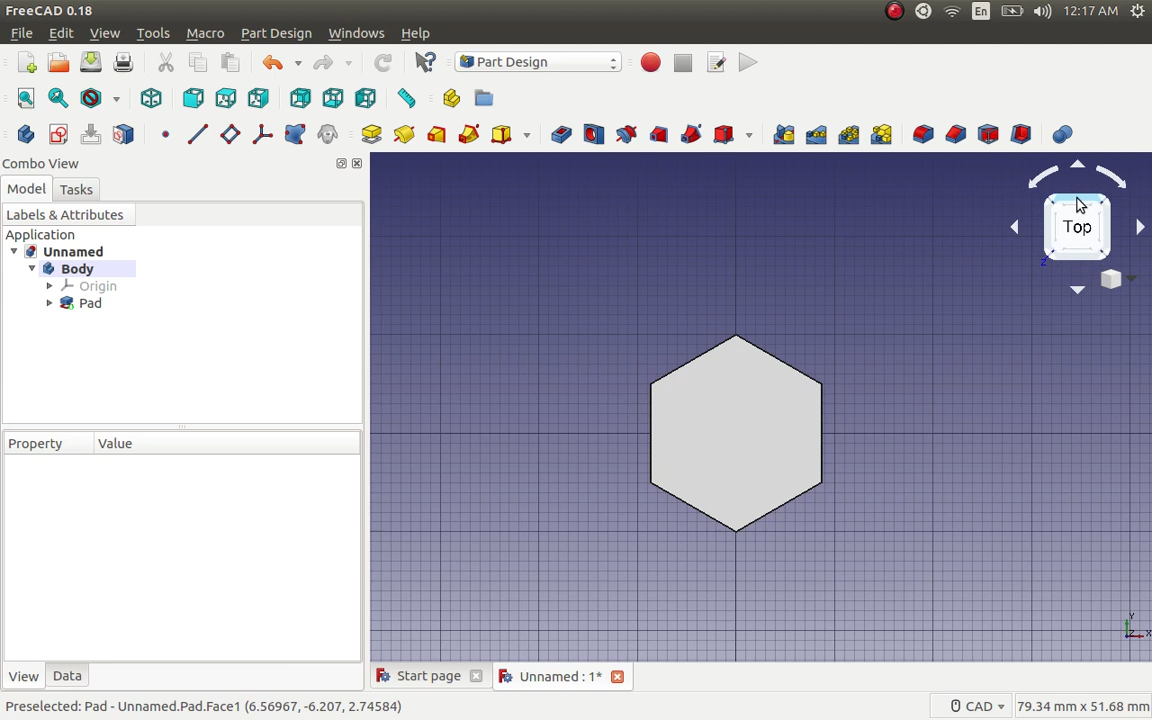 FreeCAD 0.18
En
12:17 AM
File Edit View Tools Macro Part Design Windows Help
Part Design
Combo View
Model Tasks
Labels & Attributes
Application
Unnamed
Body
Origin
Pad
Top
Z
Property Value
Y
Z X
View Data
Start page
Unnamed : 1*
Preselected: Pad - Unnamed.Pad.Face1 (6.56967, -6.207, 2.74584)
CAD
79.34 mm x 51.68 mm